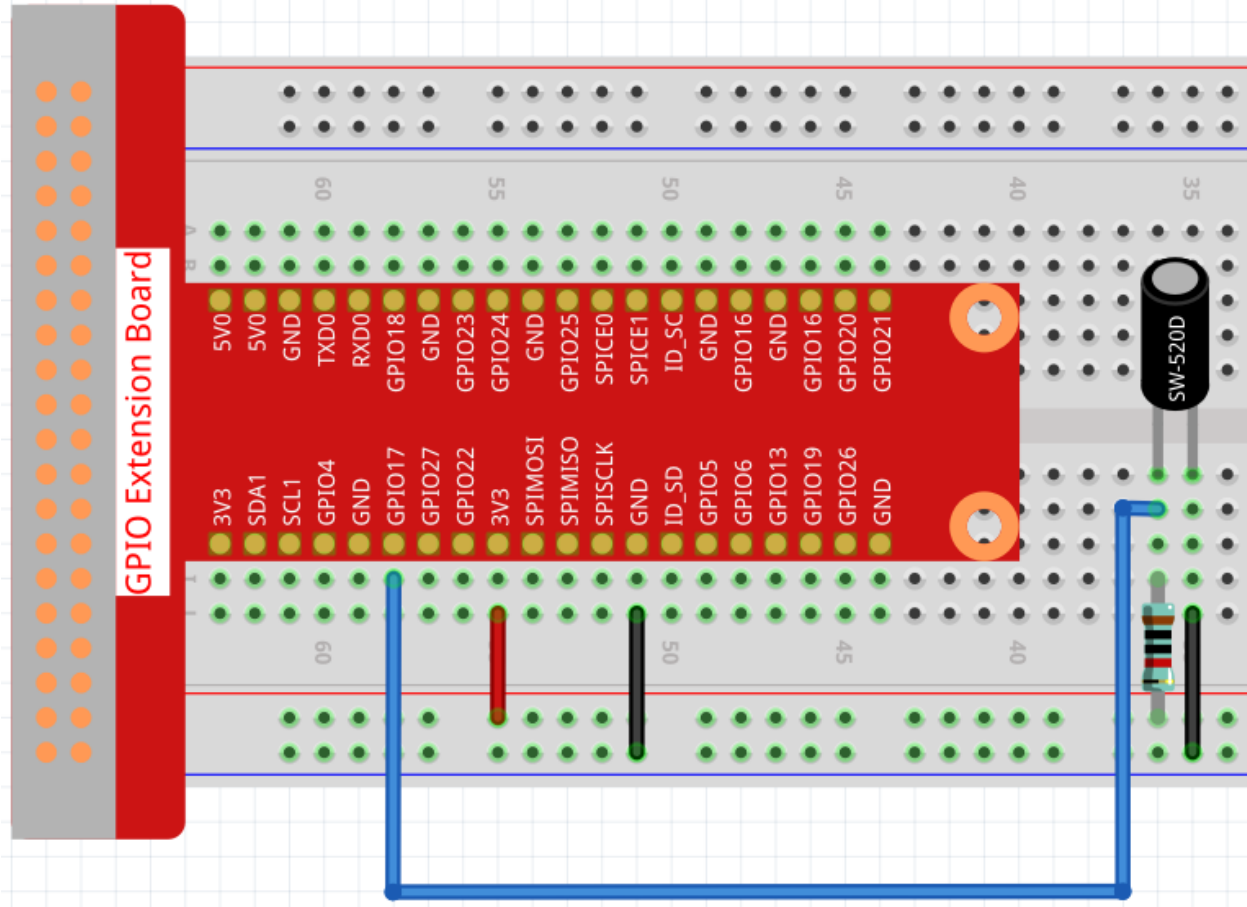 60 55 50 45 40 35
A
B
GPIO Extension Board
5V0
5V0
GND
TXD0
RXD0
GPIO18
GND
GPIO23
GPIO24
GND
GPIO25
SPICE0
SPICE1
ID_SC
GND
GPIO16
GND
GPIO16
GPIO20
GPIO21
SW-520D
3V3
SDA1
SCL1
GPIO4
GND
GPIO17
GPIO27
GPIO22
3V3
SPIMOSI
SPIMISO
SPISCLK
GND
ID_SD
GPIO5
GPIO6
GPIO13
GPIO19
GPIO26
GND
60 50 45 40